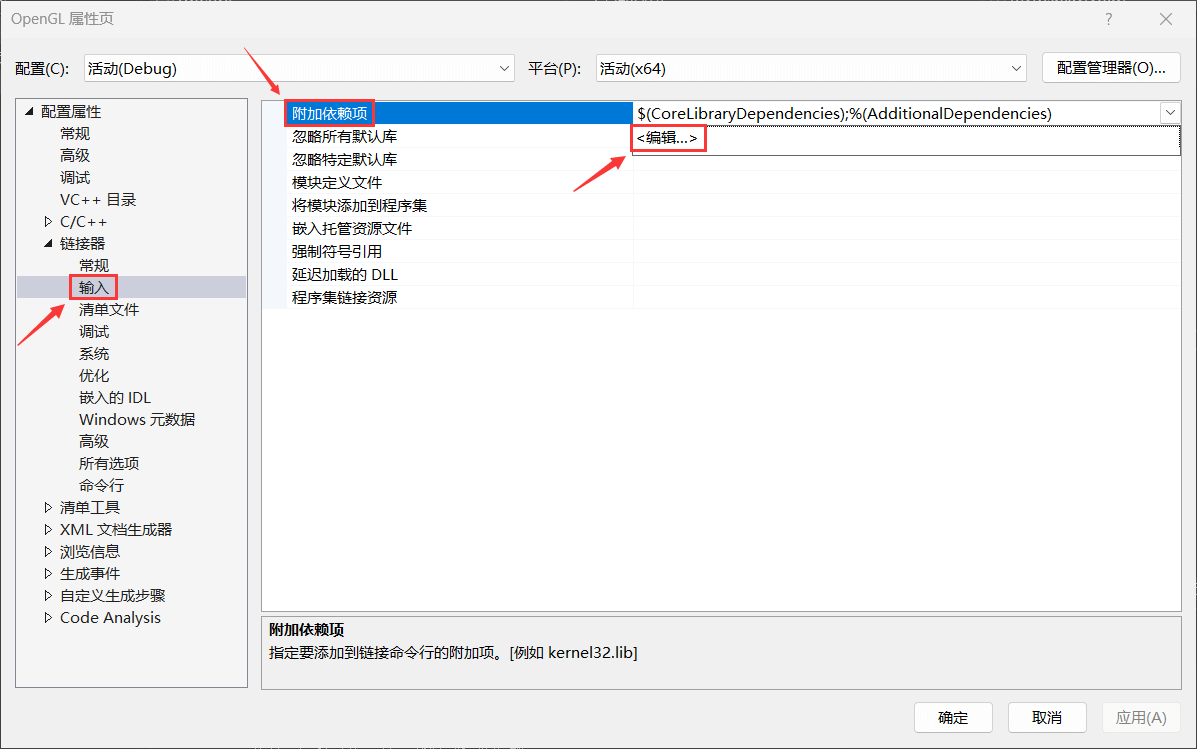 OpenGL 属性页
配置(C): 活动(Debug) 平台(P): 活动(x64) 配置管理器(O)...
配置属性
常规
高级
调试
VC++ 目录
C/C++
链接器
常规
输入
清单文件
调试
系统
优化
嵌入的 IDL
Windows 元数据
高级
所有选项
命令行
清单工具
XML 文档生成器
浏览信息
生成事件
自定义生成步骤
Code Analysis
附加依赖项 $(CoreLibraryDependencies);%(AdditionalDependencies)
忽略所有默认库 <编辑...>
忽略特定默认库
模块定义文件
将模块添加到程序集
嵌入托管资源文件
强制符号引用
延迟加载的 DLL
程序集链接资源
附加依赖项
指定要添加到链接命令行的附加项。[例如 kernel32.lib]
确定 取消 应用(A)